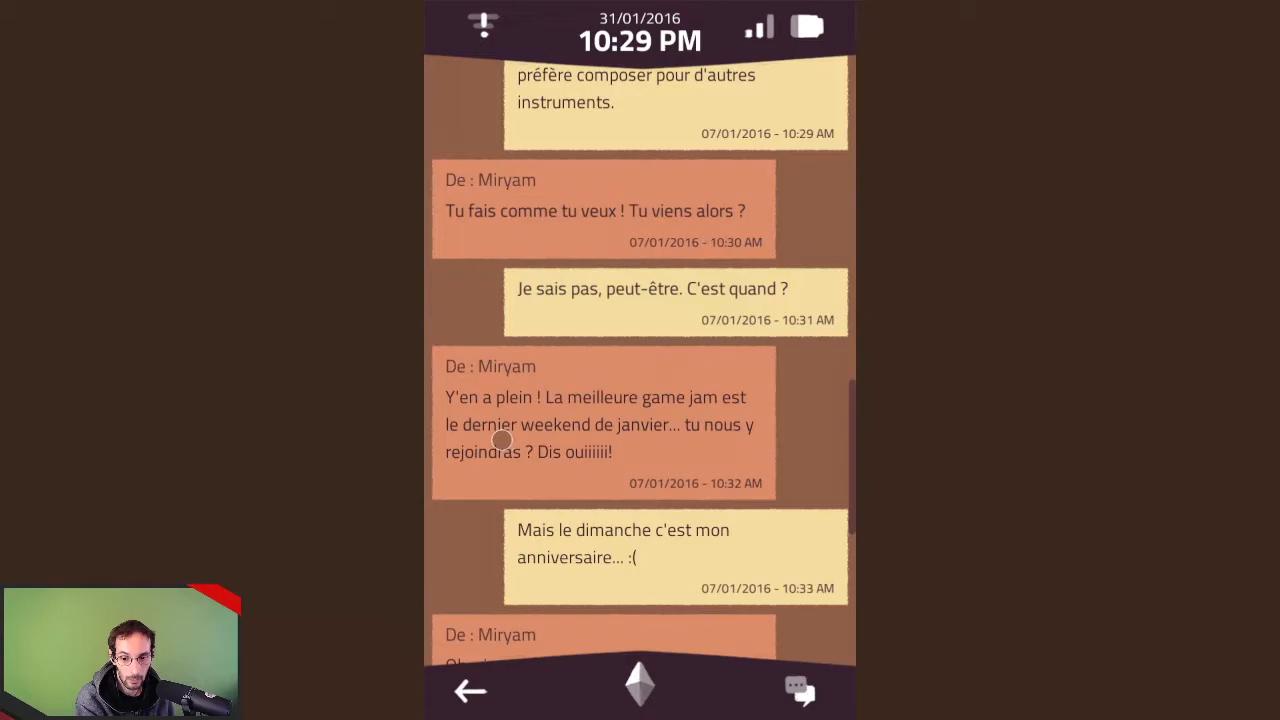 31/01/2016
10:29 PM
préfère composer pour d'autres
instruments.
07/01/2016 - 10:29 AM
De : Miryam
Tu fais comme tu veux ! Tu viens alors ?
07/01/2016 - 10:30 AM
Je sais pas, peut-être. C'est quand ?
07/01/2016 - 10:31 AM
De : Miryam
Y'en a plein ! La meilleure game jam est
le dernier weekend de janvier... tu nous y
rejoindras ? Dis ouiiiiii!
07/01/2016 - 10:32 AM
Mais le dimanche c'est mon
anniversaire... :(
07/01/2016 - 10:33 AM
De : Miryam